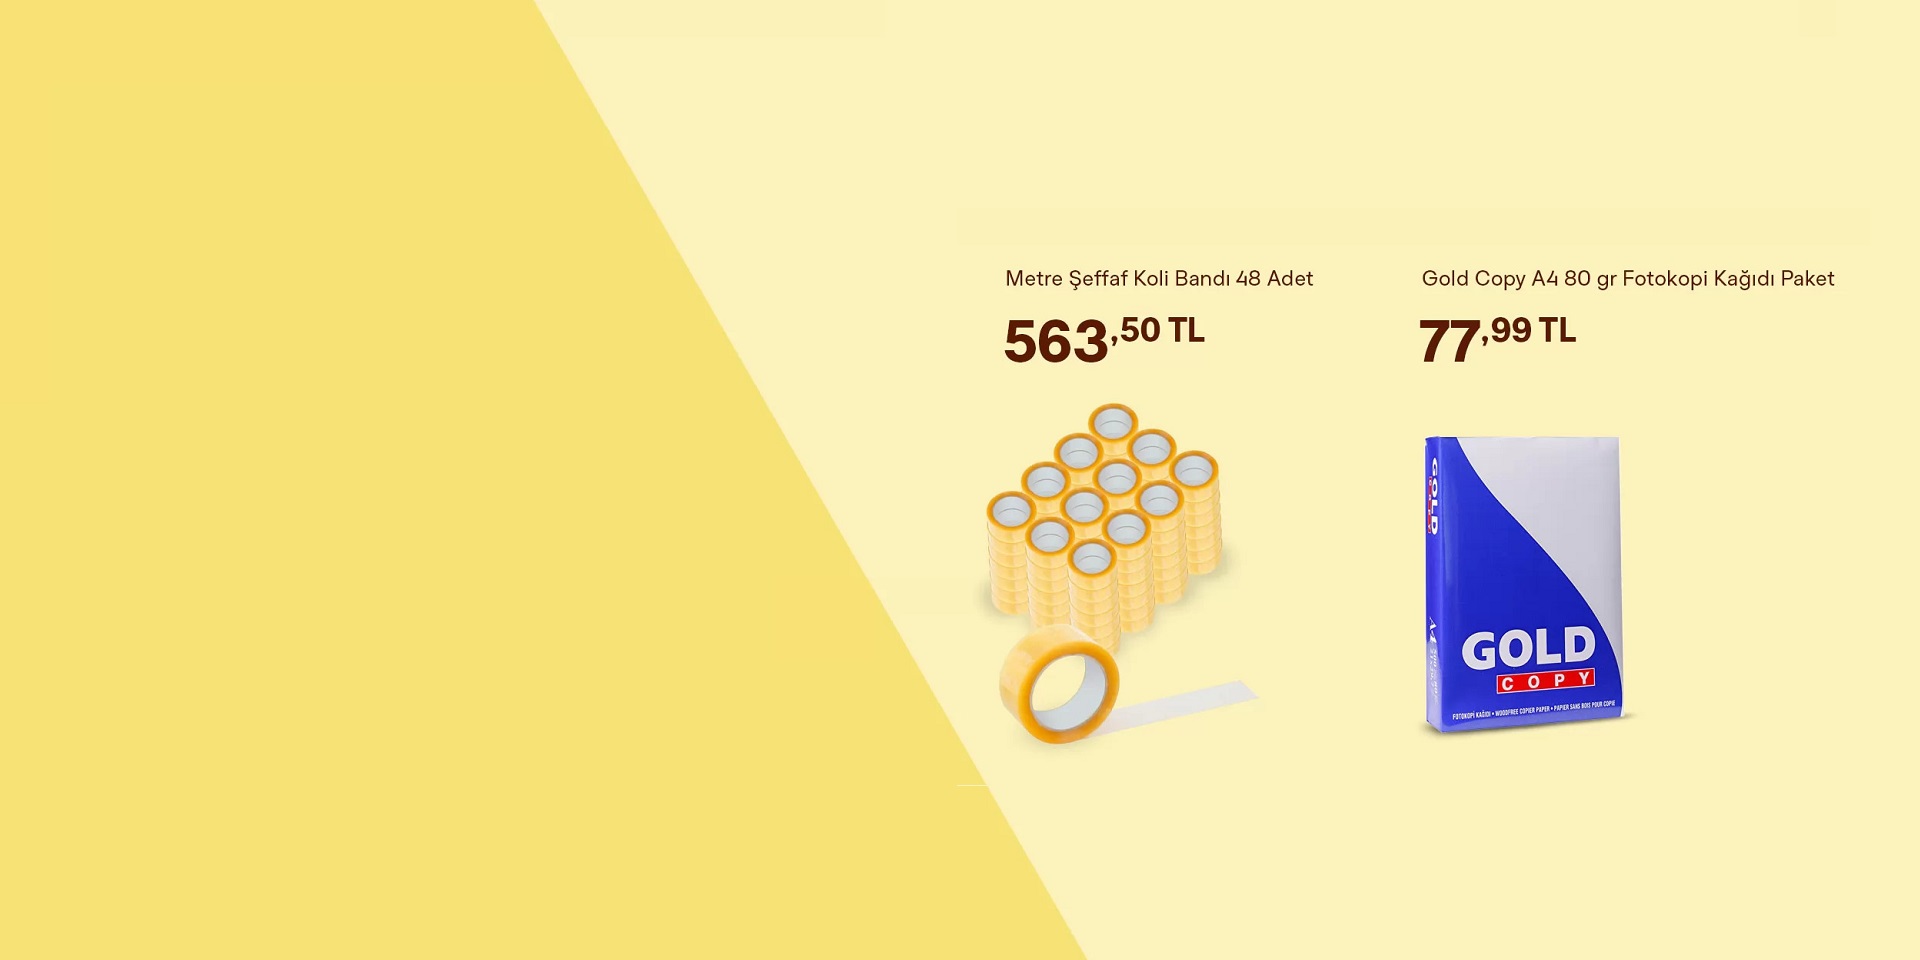 Metre Şeffaf Koli Bandı 48 Adet
563,50 TL
Gold Copy A4 80 gr Fotokopi Kağıdı Paket
77,99 TL
GOLD
A4
GOLD
COPY
FOTOKOPİ KAĞIDI • WOODFREE COPIER PAPER • PAPIER SANS BOIS POUR COPIE